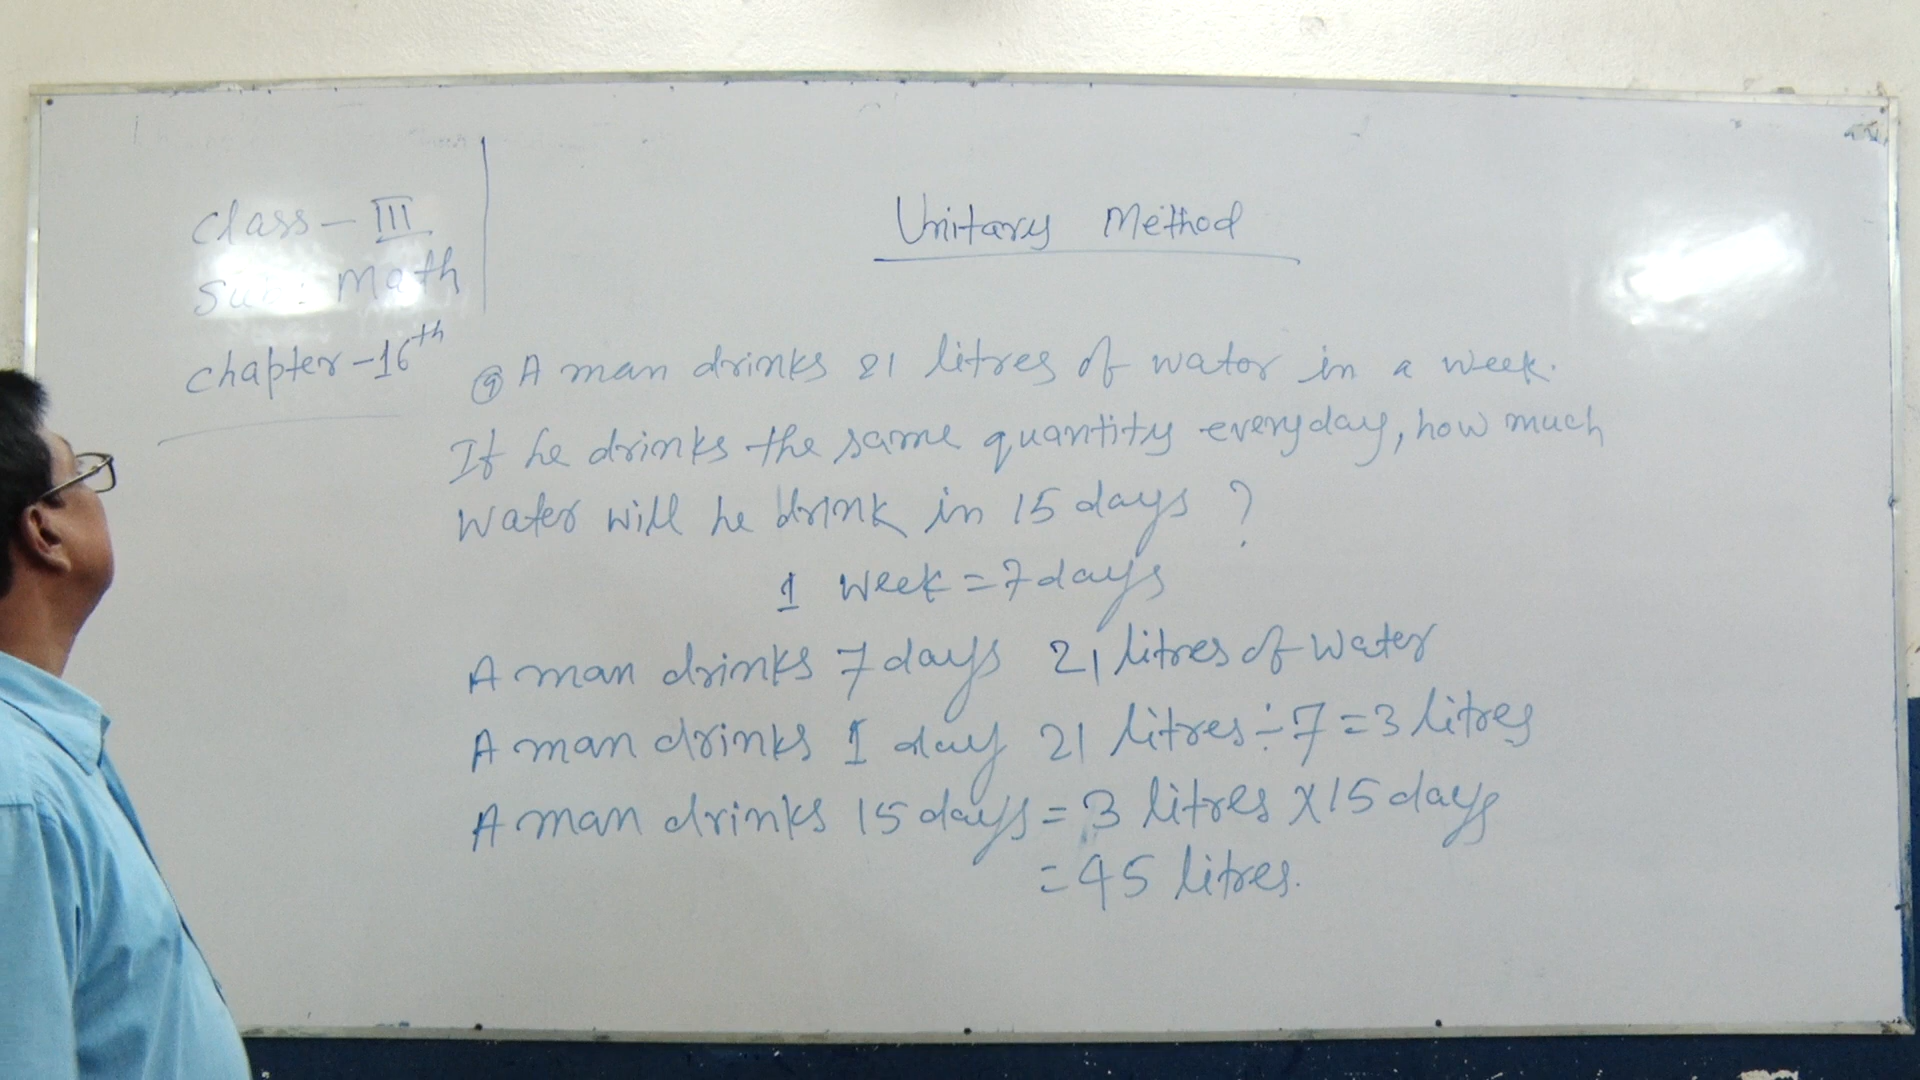 Class - III
Sub: Math
Chapter - 16th
Unitary Method
Q A man drinks 21 litres of water in a week.
If he drinks the same quantity everyday, how much
water will he drink in 15 days ?
1 week = 7 days
A man drinks 7 days 21 litres of water
A man drinks 1 day 21 litres ÷ 7 = 3 litres
A man drinks 15 days = 3 litres X 15 days
= 45 litres.